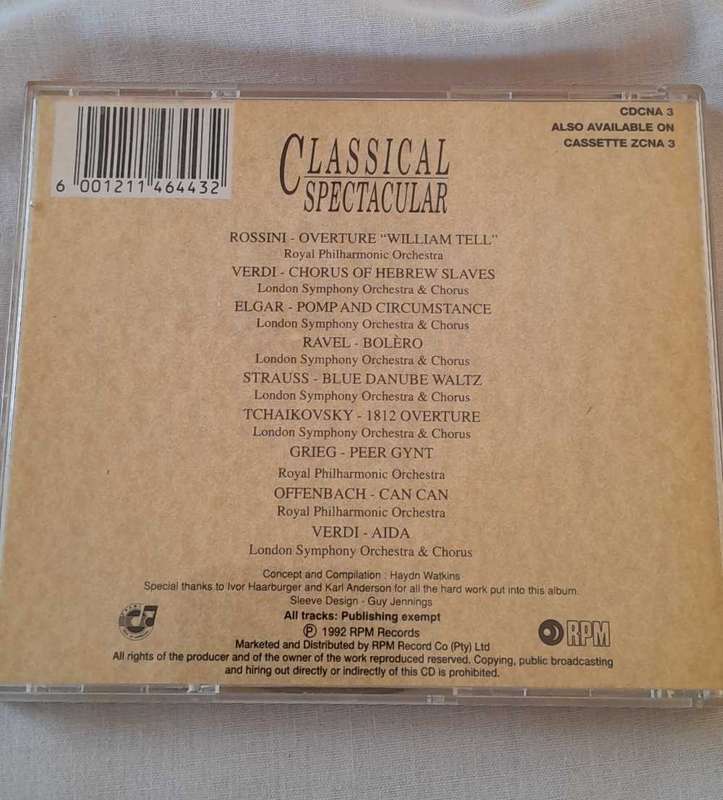 6 001211 464432
CDCNA 3
ALSO AVAILABLE ON
CASSETTE ZCNA 3
CLASSICAL
SPECTACULAR
ROSSINI - OVERTURE “WILLIAM TELL”
Royal Philharmonic Orchestra
VERDI - CHORUS OF HEBREW SLAVES
London Symphony Orchestra & Chorus
ELGAR - POMP AND CIRCUMSTANCE
London Symphony Orchestra & Chorus
RAVEL - BOLÈRO
London Symphony Orchestra & Chorus
STRAUSS - BLUE DANUBE WALTZ
London Symphony Orchestra & Chorus
TCHAIKOVSKY - 1812 OVERTURE
London Symphony Orchestra & Chorus
GRIEG - PEER GYNT
Royal Philharmonic Orchestra
OFFENBACH - CAN CAN
Royal Philharmonic Orchestra
VERDI - AIDA
London Symphony Orchestra & Chorus
Concept and Compilation : Haydn Watkins
Special thanks to Ivor Haarburger and Karl Anderson for all the hard work put into this album.
Sleeve Design - Guy Jennings
All tracks: Publishing exempt
Ⓟ 1992 RPM Records
Marketed and Distributed by RPM Record Co (Pty) Ltd
All rights of the producer and of the owner of the work reproduced reserved. Copying, public broadcasting
and hiring out directly or indirectly of this CD is prohibited.
RPM